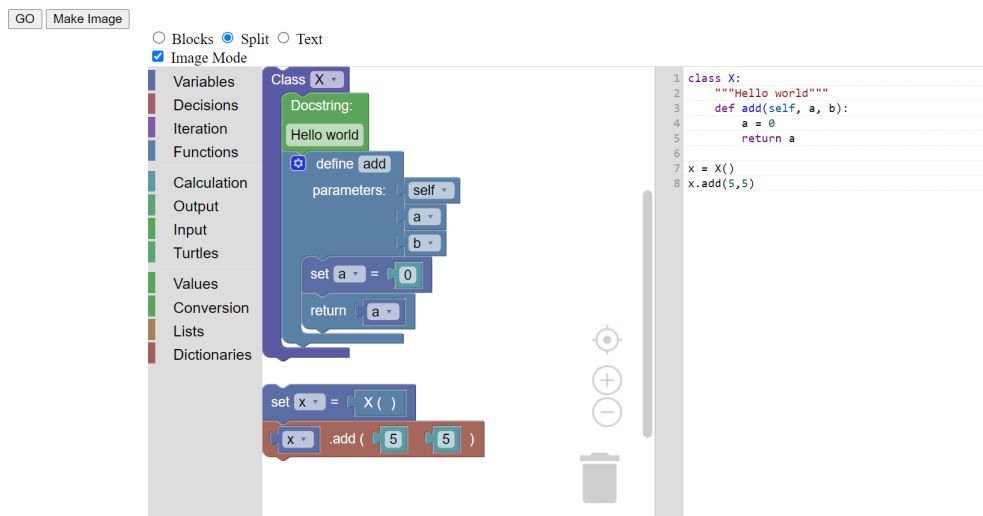 GO Make Image
Blocks Split Text
Image Mode
Variables
Decisions
Iteration
Functions
Calculation
Output
Input
Turtles
Values
Conversion
Lists
Dictionaries
Class X
Docstring:
Hello world
define add
parameters: self
a
b
set a = 0
return a
set x = X ( )
x .add ( 5 5 )
1 class X:
2 """Hello world"""
3 def add(self, a, b):
4 a = 0
5 return a
6
7 x = X()
8 x.add(5,5)